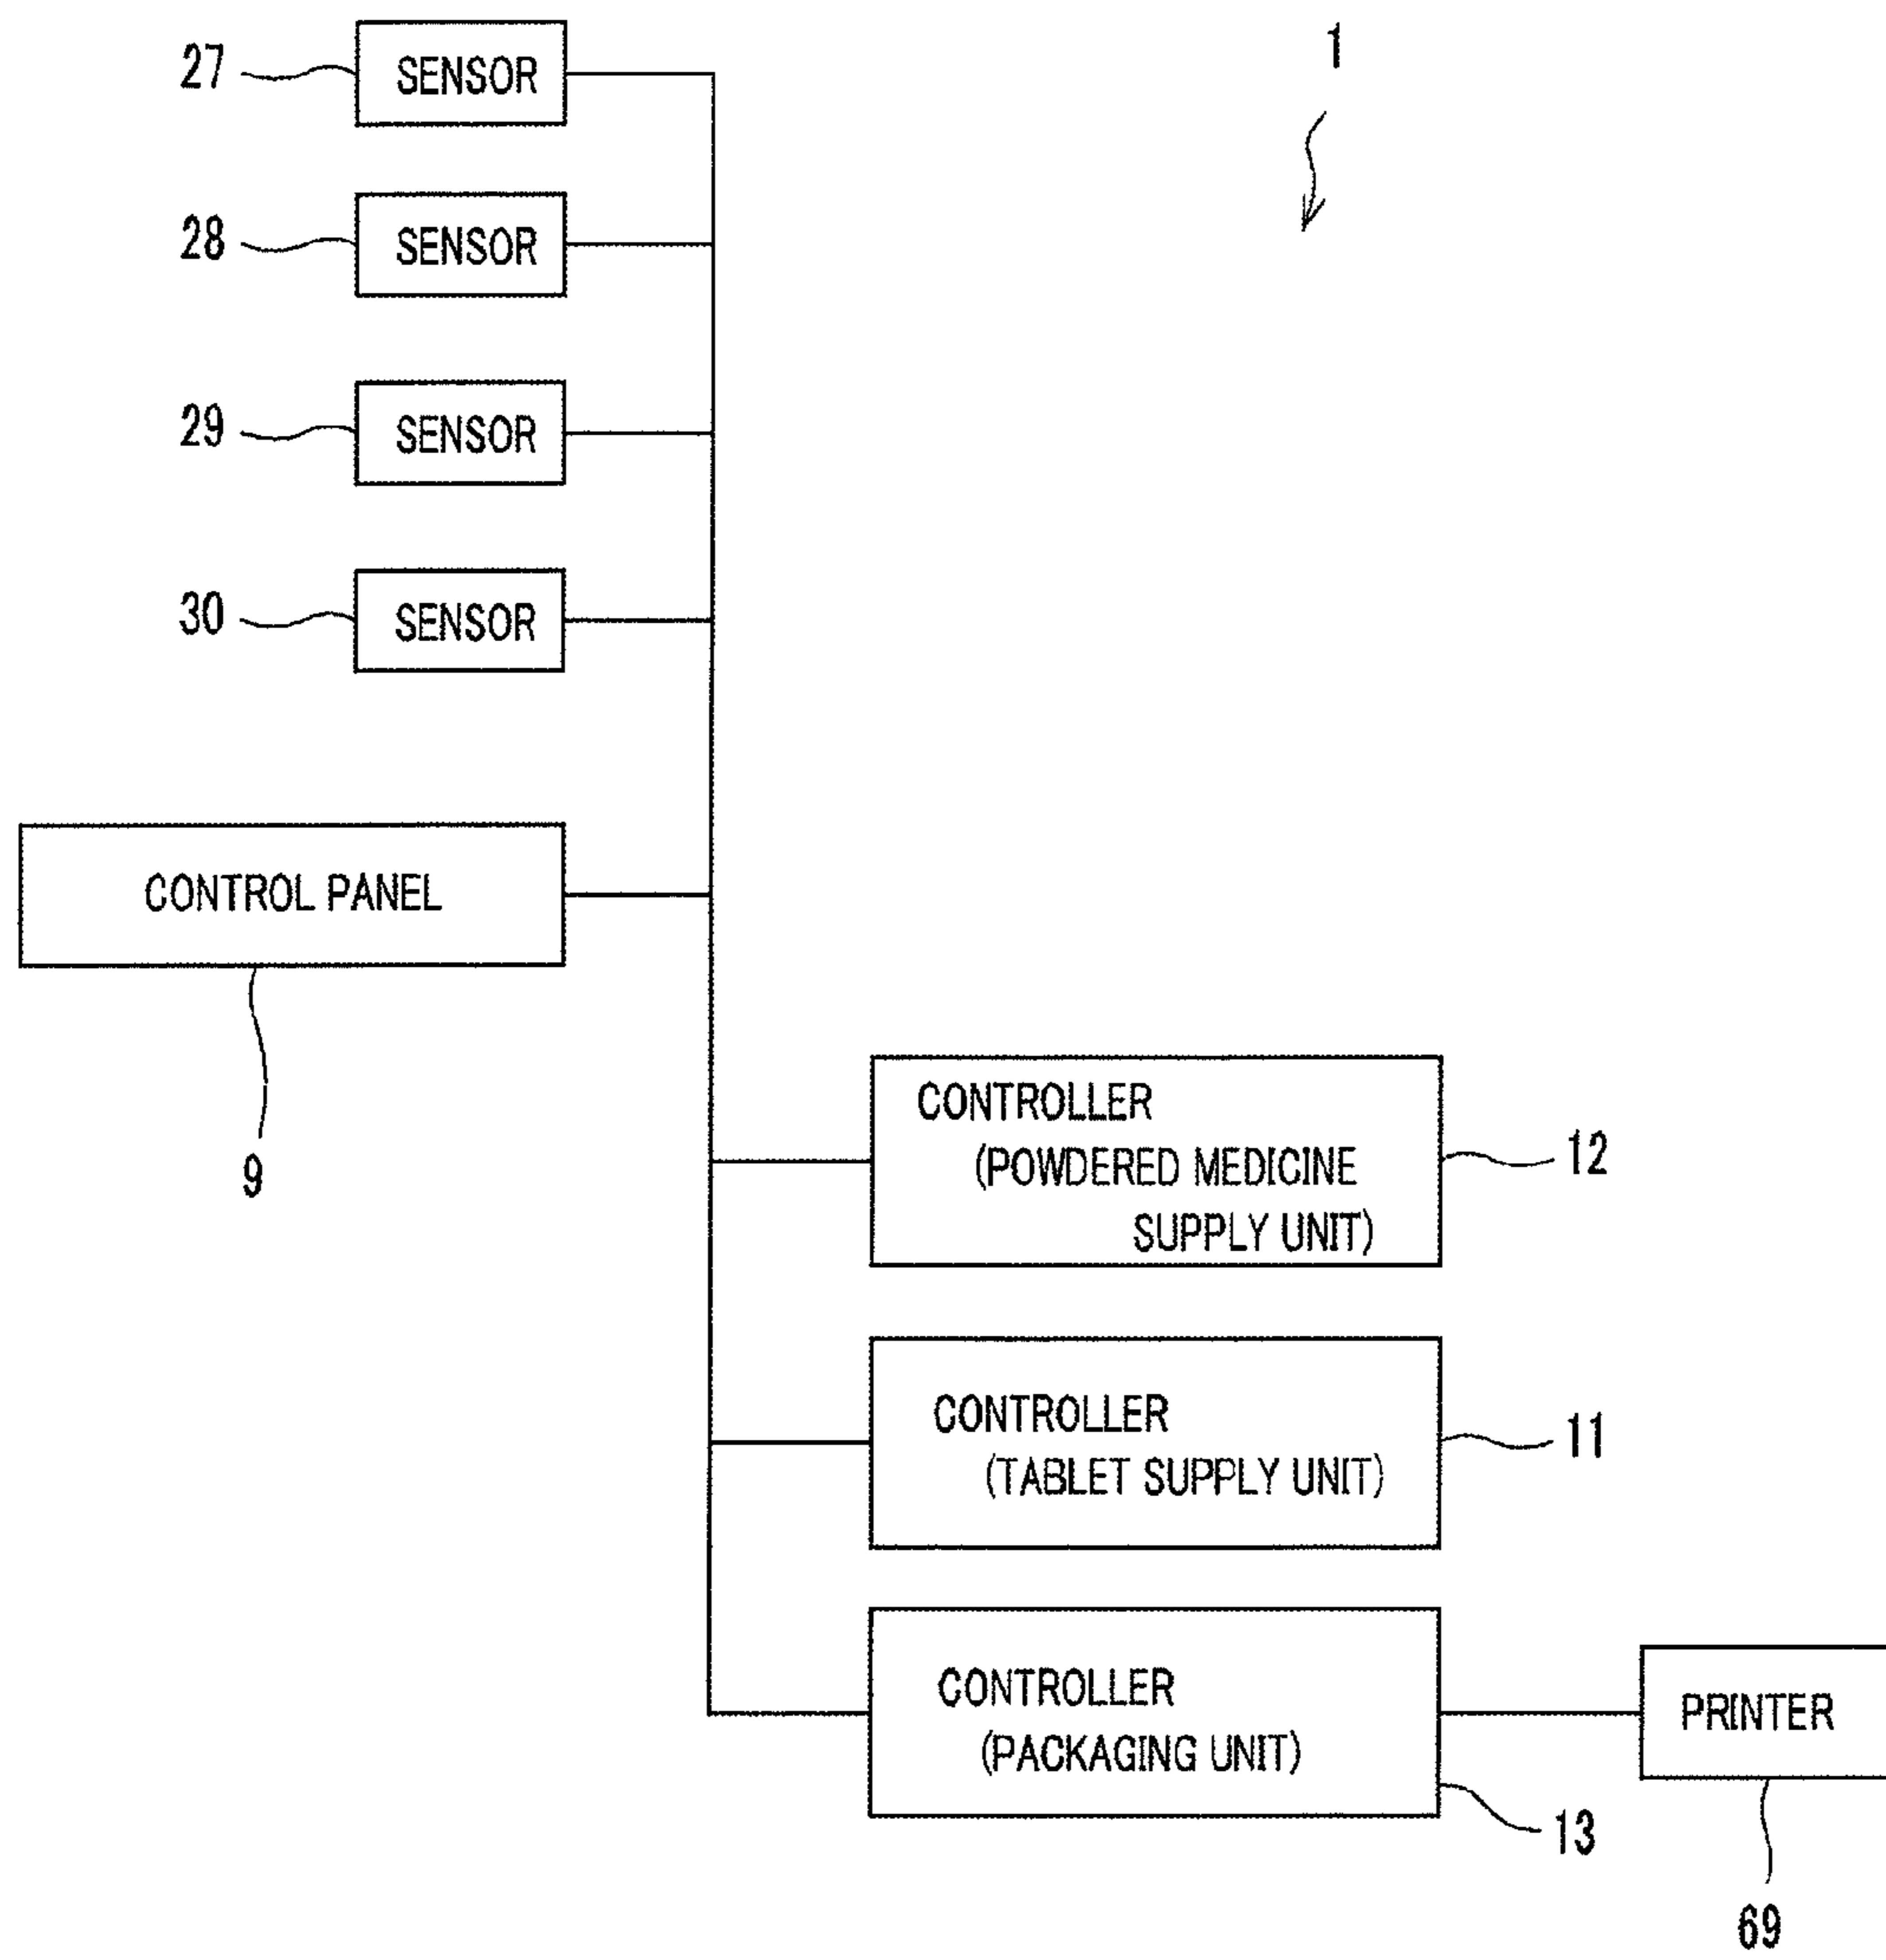 1
27 SENSOR
28 SENSOR
29 SENSOR
30 SENSOR
CONTROL PANEL
9
CONTROLLER
(POWDERED MEDICINE
SUPPLY UNIT)
12
CONTROLLER
(TABLET SUPPLY UNIT)
11
CONTROLLER
(PACKAGING UNIT)
13
PRINTER
69